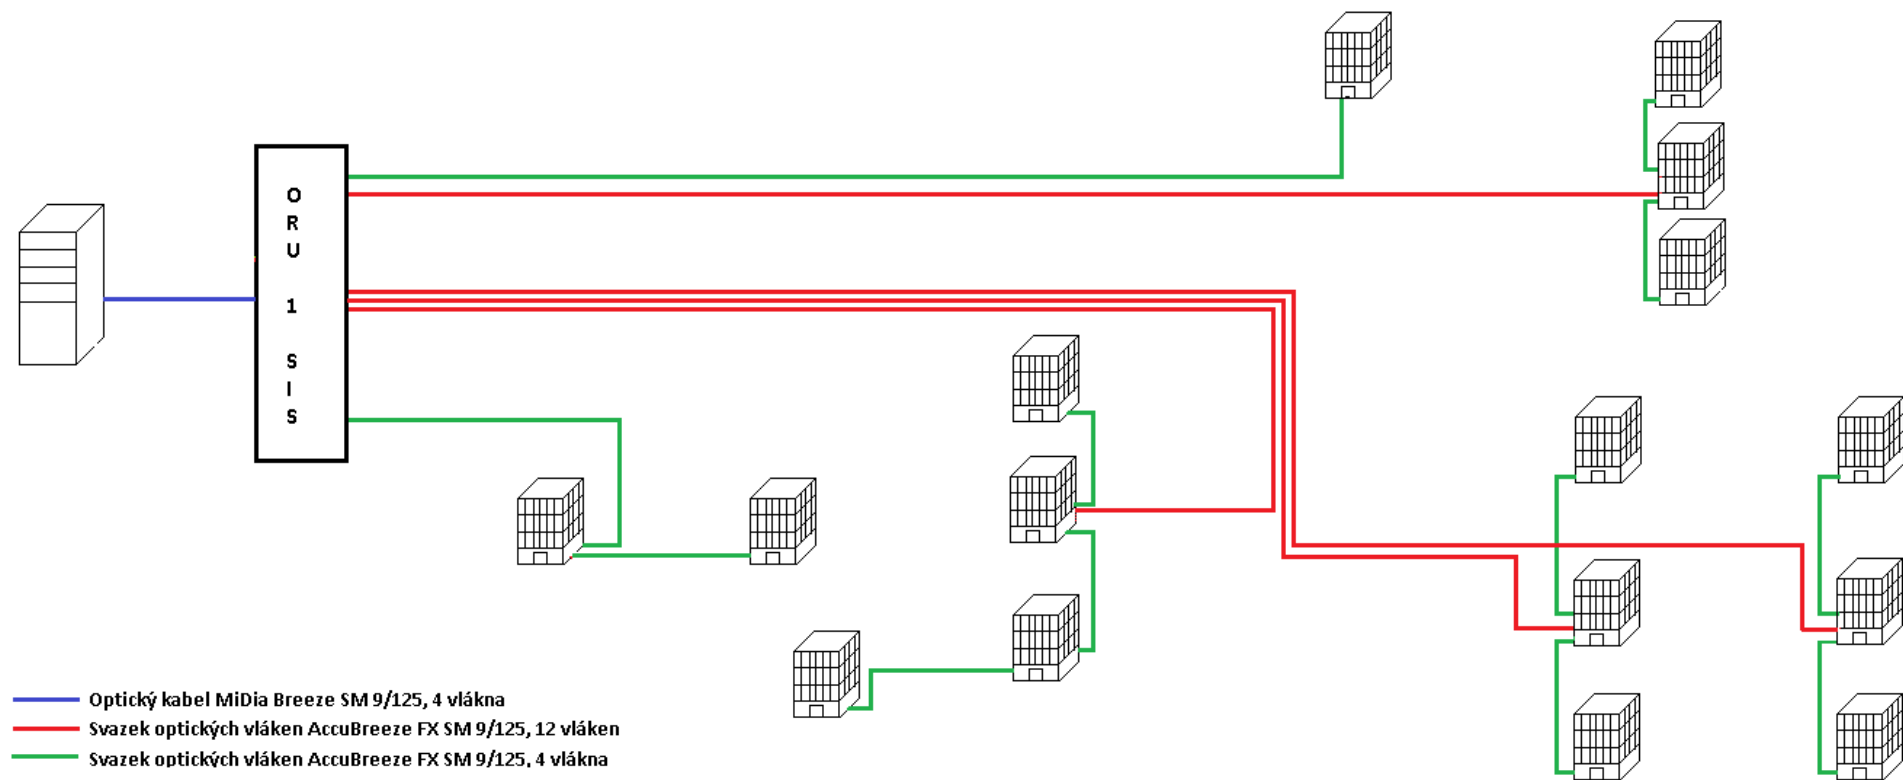 O
R
U
1
S
I
S
Optický kabel MiDia Breeze SM 9/125, 4 vlákna
Svazek optických vláken AccuBreeze FX SM 9/125, 12 vláken
Svazek optických vláken AccuBreeze FX SM 9/125, 4 vlákna